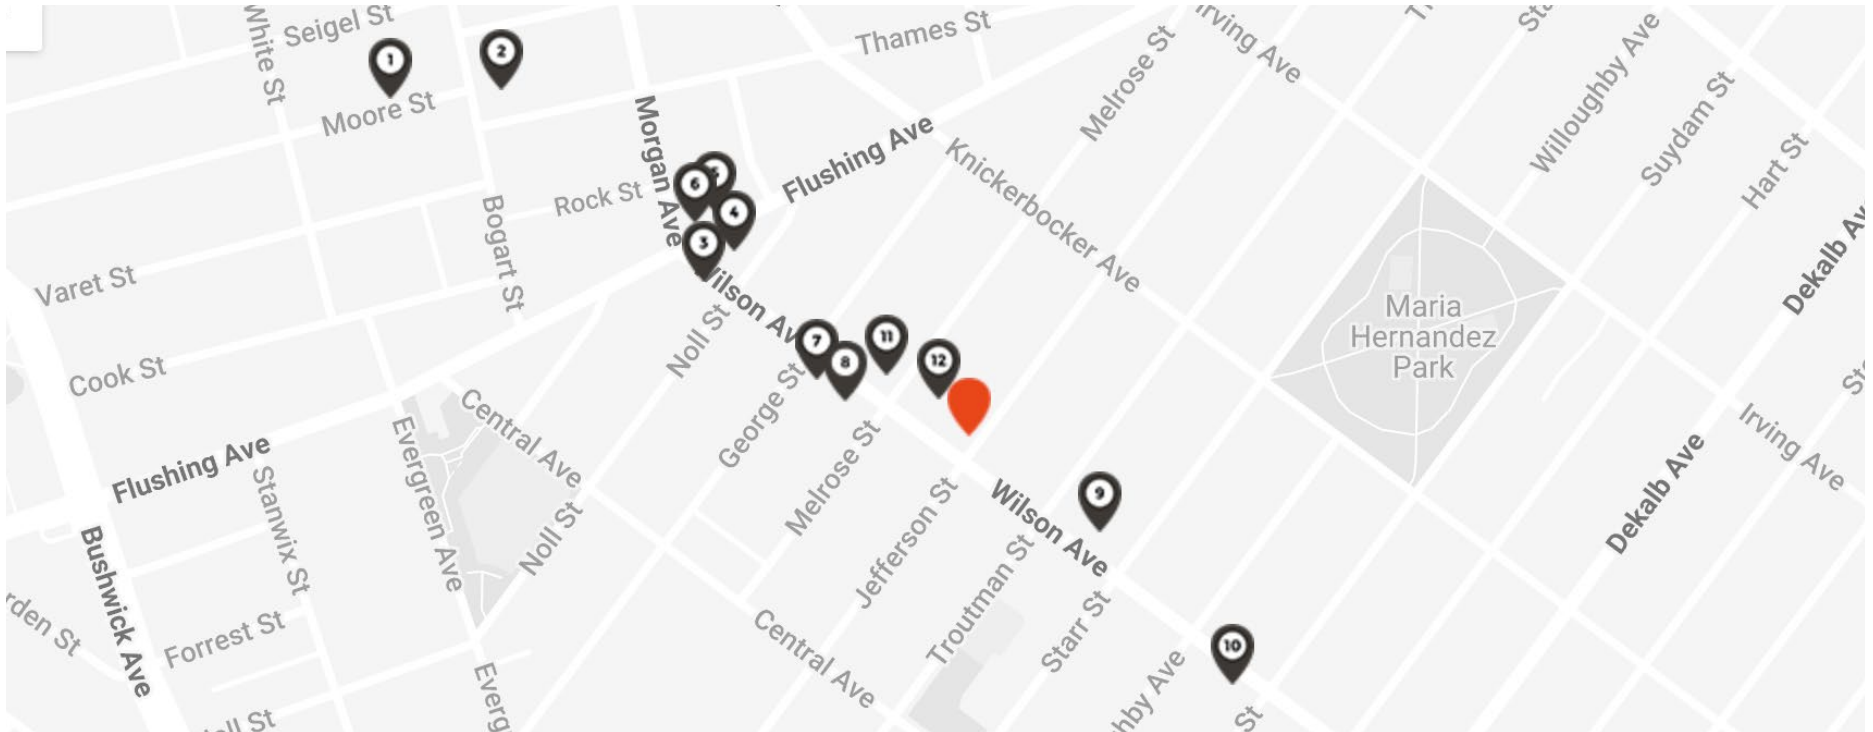 White St
Seigel St
1
2
Moore St
Thames St
Melrose St
Irving Ave
Willoughby Ave
Suydam St
Hart St
Morgan Ave
Flushing Ave
Knickerbocker Ave
Rock St
Bogart St
6
5
4
3
Varet St
Cook St
Noll St
7
8
11
12
George St
Maria
Hernandez
Park
Dekalb Ave
Central Ave
Flushing Ave
Evergreen Ave
Stanwix St
Noll St
Melrose St
Jefferson St
Wilson Ave
9
Troutman St
Starr St
Dekalb Ave
Irving Ave
Bushwick Ave
Forrest St
Central Ave
10
St